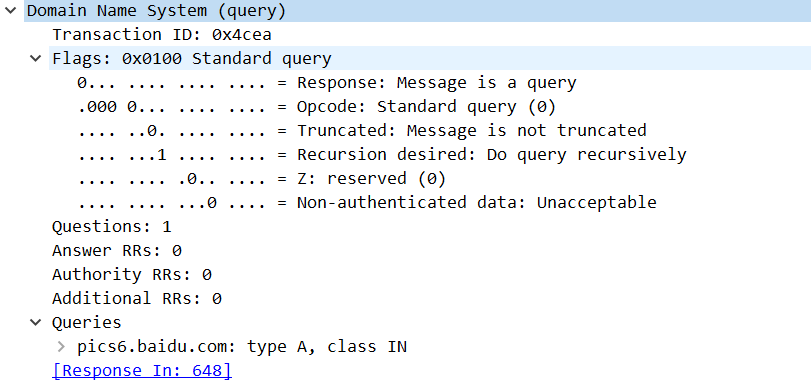 Domain Name System (query)
Transaction ID: 0x4cea
Flags: 0x0100 Standard query
0... .... .... .... = Response: Message is a query
.000 0... .... .... = Opcode: Standard query (0)
.... ..0. .... .... = Truncated: Message is not truncated
.... ...1 .... .... = Recursion desired: Do query recursively
.... .... .0.. .... = Z: reserved (0)
.... .... ...0 .... = Non-authenticated data: Unacceptable
Questions: 1
Answer RRs: 0
Authority RRs: 0
Additional RRs: 0
Queries
pics6.baidu.com: type A, class IN
[Response In: 648]